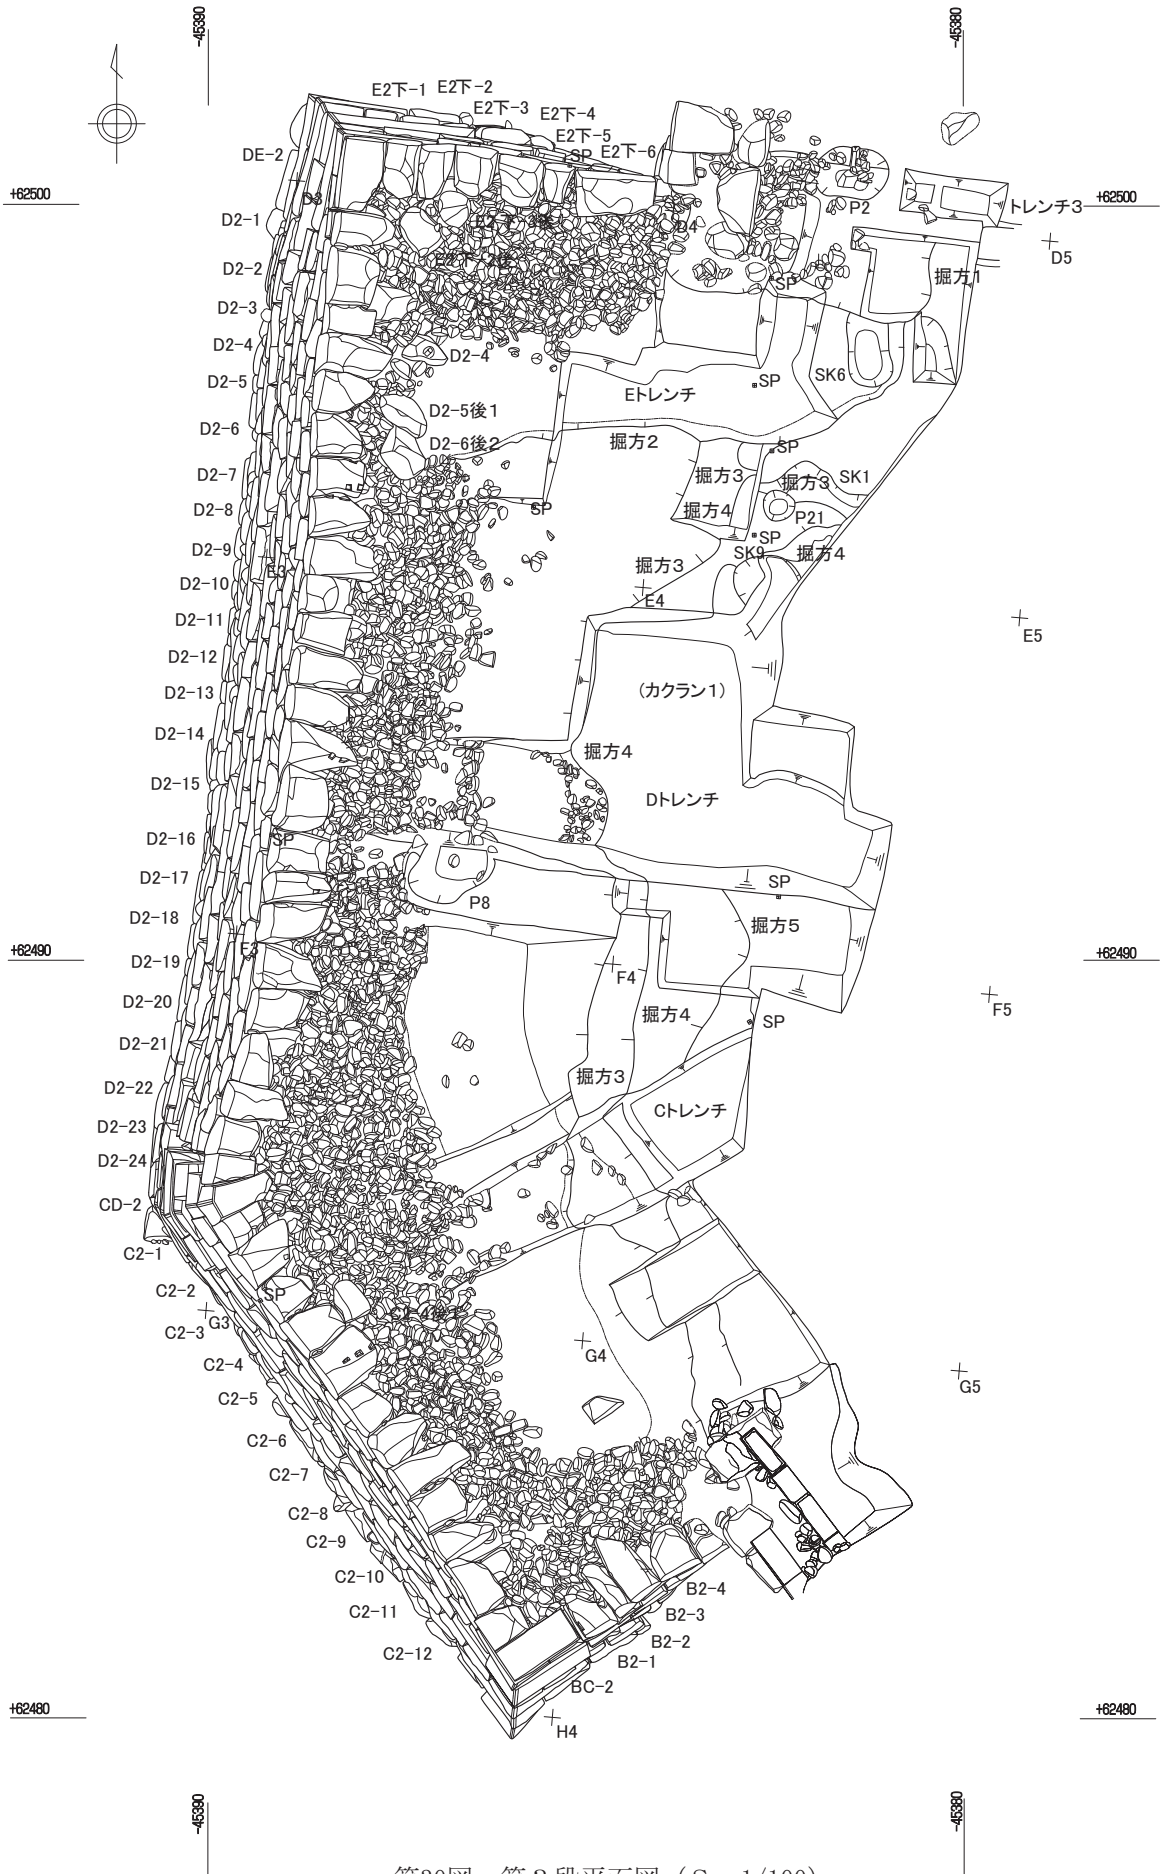 -45390
-45380
E2下-1
E2下-2
E2下-3
E2下-4
E2下-5
SP
E2下-6
DE-2
+62500
+62500
D3
P2
トレンチ3
D2-1
D4
D5
D2-2
掘方1
SP
D2-3
D2-4
D2-4
D2-5
SP
SK6
Eトレンチ
D2-5後1
D2-6
D2-6後2
掘方2
SP
D2-7
掘方3
掘方3
SK1
D2-8
SP
掘方4
P21
SP
D2-9
SK9
掘方4
掘方3
D2-10
E3
E4
D2-11
E5
D2-12
D2-13
(カクラン1)
D2-14
掘方4
D2-15
Dトレンチ
D2-16
SP
D2-17
SP
P8
D2-18
掘方5
+62490
F3
+62490
D2-19
F4
D2-20
F5
掘方4
SP
D2-21
D2-22
掘方3
Cトレンチ
D2-23
D2-24
CD-2
C2-1
C2-2
SP
G3
C2-3
G4
C2-4
G5
C2-5
C2-6
C2-7
C2-8
C2-9
C2-10
B2-4
C2-11
B2-3
B2-2
C2-12
B2-1
BC-2
+62480
+62480
H4
-45390
-45380